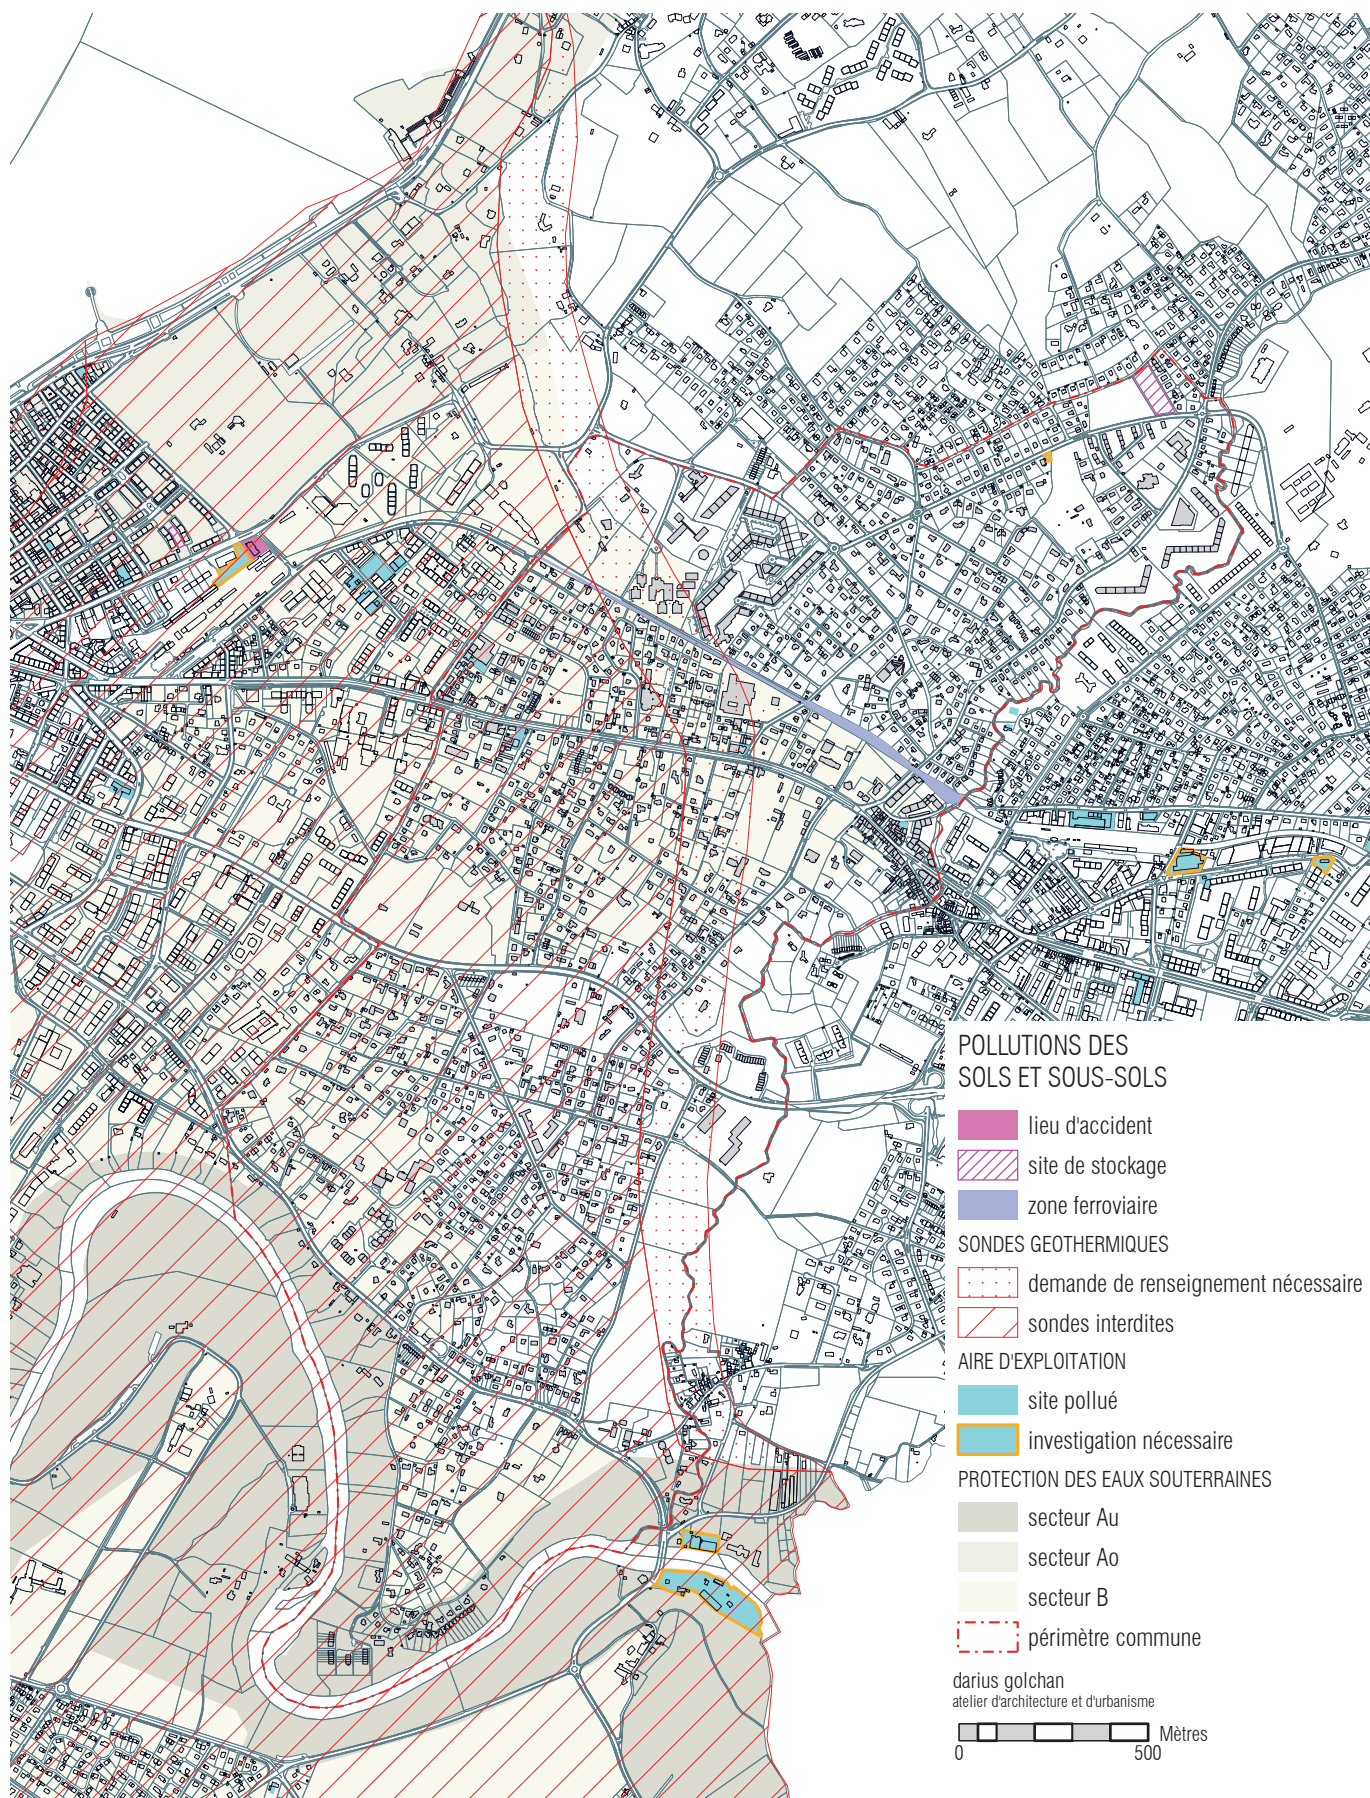 POLLUTIONS DES
SOLS ET SOUS-SOLS
lieu d'accident
site de stockage
zone ferroviaire
SONDES GEOTHERMIQUES
demande de renseignement nécessaire
sondes interdites
AIRE D'EXPLOITATION
site pollué
investigation nécessaire
PROTECTION DES EAUX SOUTERRAINES
secteur Au
secteur Ao
secteur B
périmètre commune
darius golchan
atelier d'architecture et d'urbanisme
Mètres
0 500